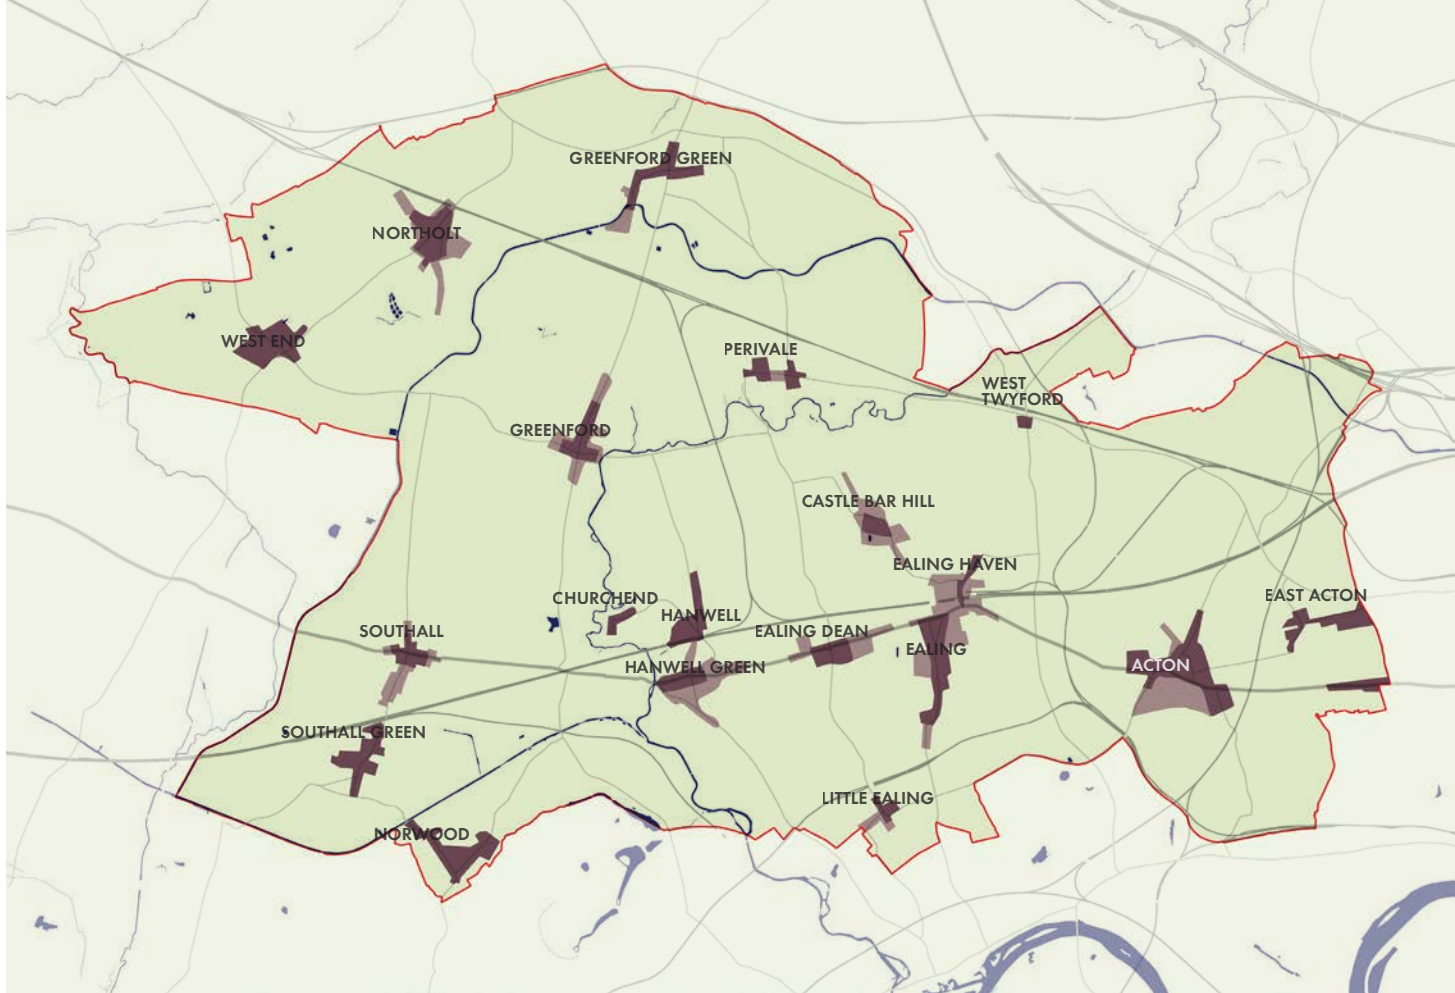 GREENFORD GREEN
NORTHOLT
WEST END
PERIVALE
WEST
TWYFORD
GREENFORD
CASTLE BAR HILL
EALING HAVEN
CHURCHEND
EAST ACTON
HANWELL
SOUTHALL
EALING DEAN
EALING
HANWELL GREEN
ACTON
SOUTHALL GREEN
LITTLE EALING
NORWOOD